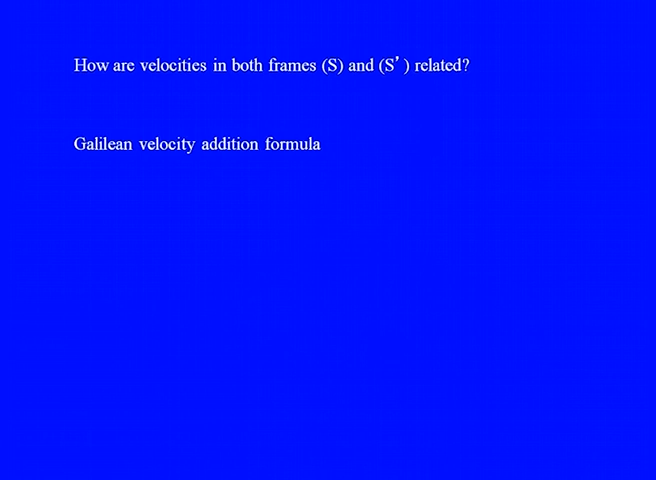 How are velocities in both frames (S) and (S’ ) related?
Galilean velocity addition formula